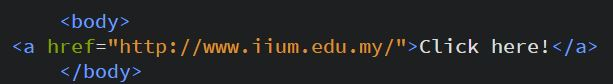 <body>
<a href="http://www.iium.edu.my/">Click here!</a>
</body>